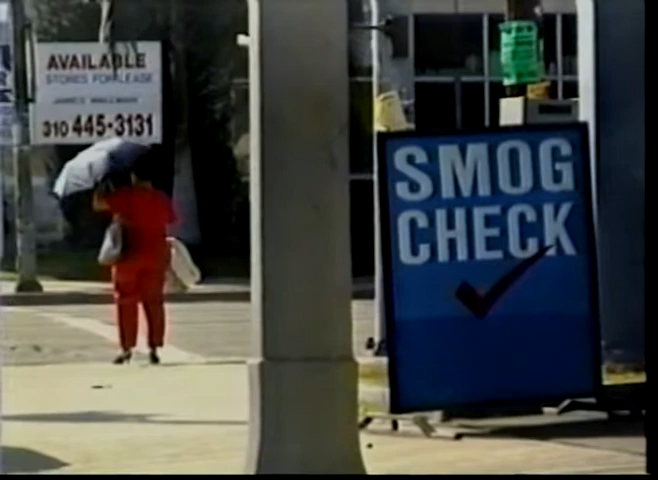 AVAILABLE
STORES FOR LEASE
310 445-3131
SMOG
CHECK